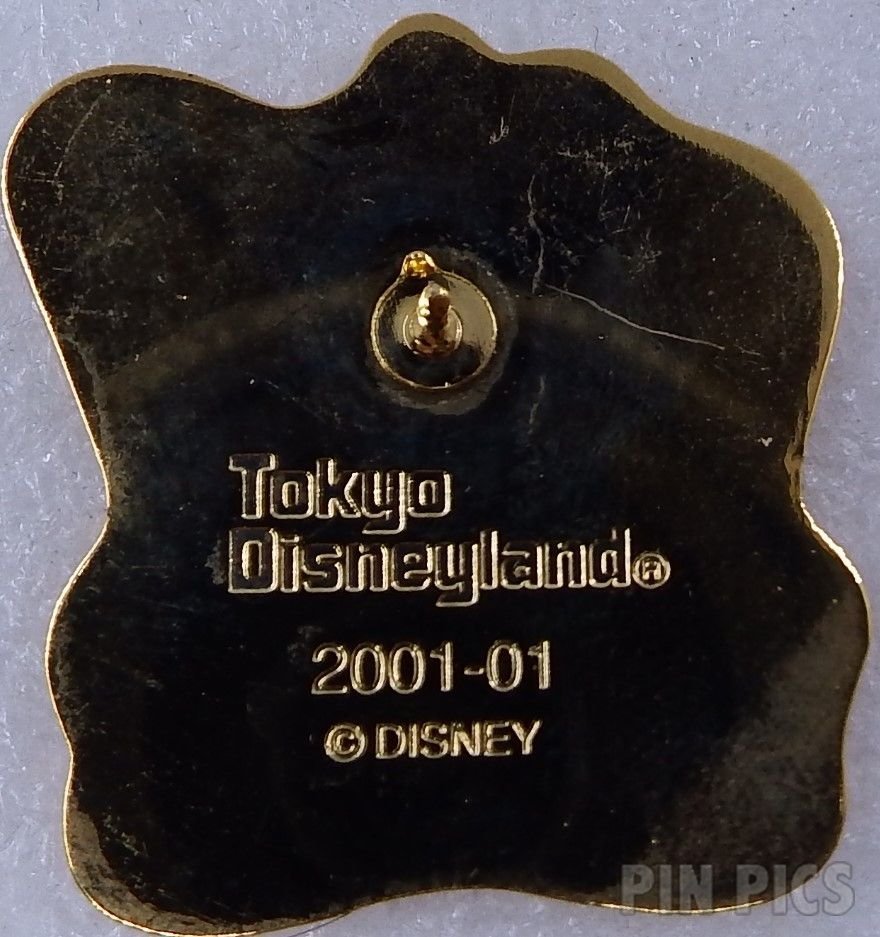 Tokyo
Disneyland®
2001-01
© DISNEY
PIN PICS